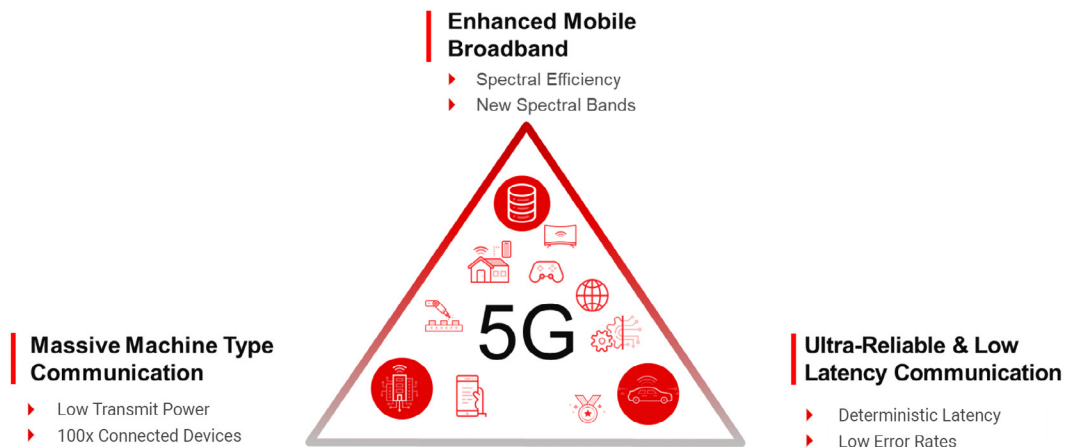 Enhanced Mobile
Broadband
Spectral Efficiency
New Spectral Bands
5G
Massive Machine Type
Communication
Low Transmit Power
100x Connected Devices
Ultra-Reliable & Low
Latency Communication
Deterministic Latency
Low Error Rates